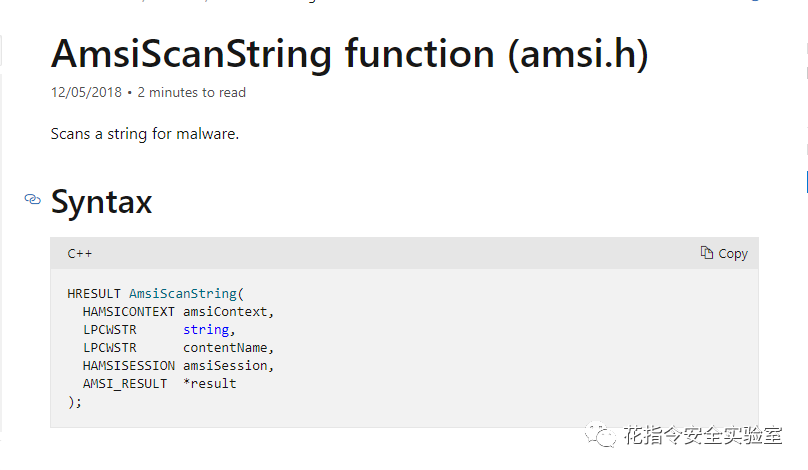 AmsiScanString function (amsi.h)
12/05/2018 • 2 minutes to read
Scans a string for malware.
Syntax
C++
Copy
HRESULT AmsiScanString(
  HAMSICONTEXT amsiContext,
  LPCWSTR      string,
  LPCWSTR      contentName,
  HAMSISESSION amsiSession,
  AMSI_RESULT  *result
);
花指令安全实验室